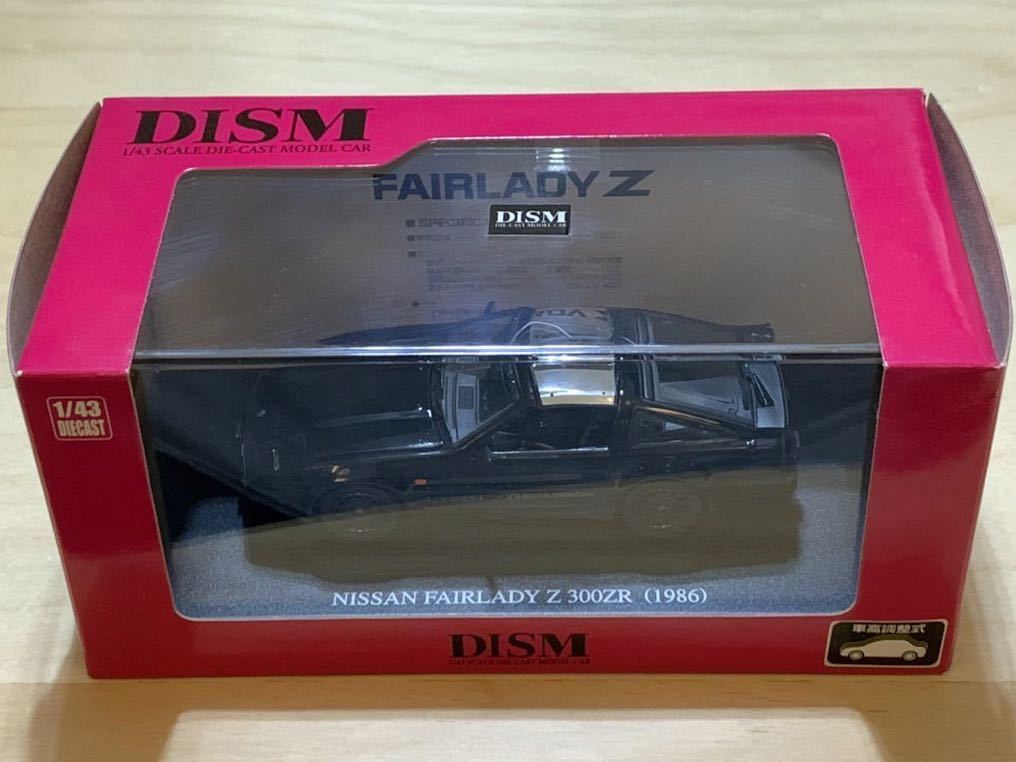 DISM
1/43 SCALE DIE-CAST MODEL CAR
FAIRLADY Z
DISM
DIE CAST MODEL CAR
1/43
DIECAST
NISSAN FAIRLADY Z 300ZR (1986)
DISM
1/43 SCALE DIE-CAST MODEL CAR
車高調整式